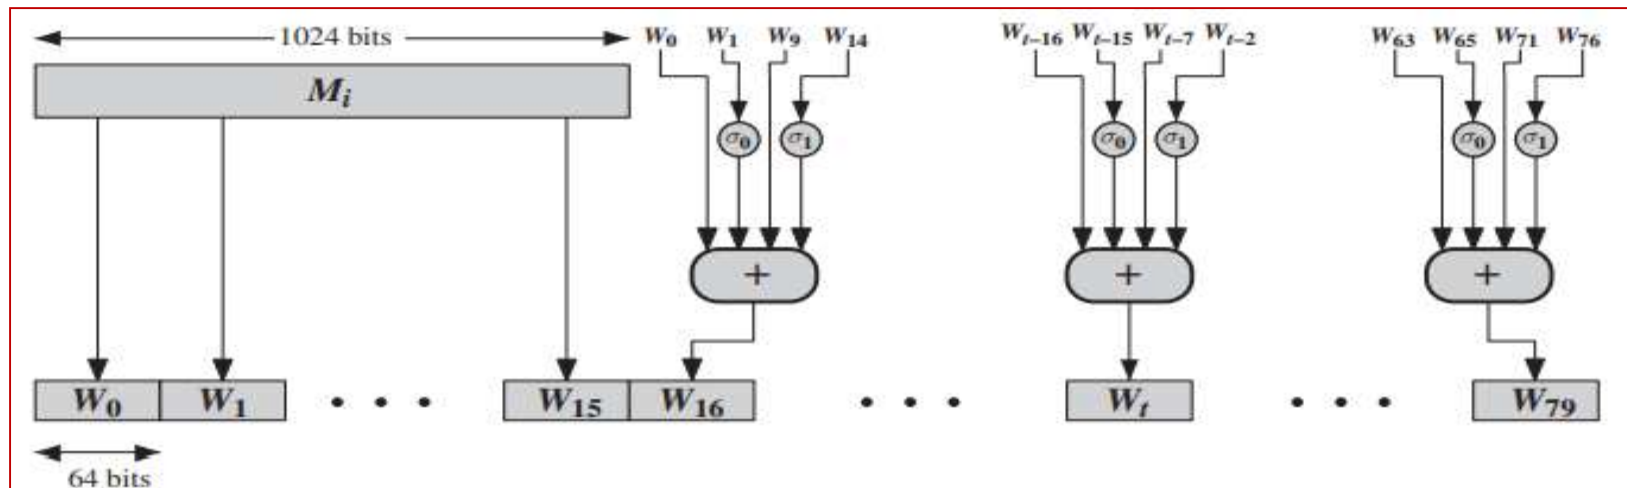 1024 bits
W₀ W₁ W₉ W₁₄
Wₜ₋₁₆ Wₜ₋₁₅ Wₜ₋₇ Wₜ₋₂
W₆₃ W₆₅ W₇₁ W₇₆
Mᵢ
σ₀ σ₁ σ₀ σ₁ σ₀ σ₁
+ + +
W₀ W₁ • • • W₁₅ W₁₆ • • • Wₜ • • • W₇₉
64 bits